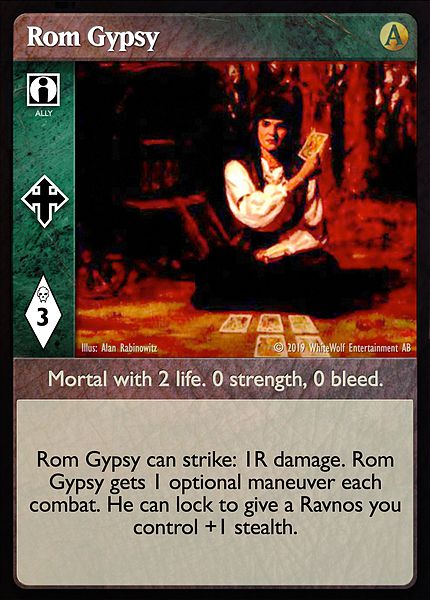 Rom Gypsy
A
ALLY
3
Illus: Alan Rabinowitz
© 2019 WhiteWolf Entertainment AB
Mortal with 2 life. 0 strength, 0 bleed.
Rom Gypsy can strike: 1R damage. Rom
Gypsy gets 1 optional maneuver each
combat. He can lock to give a Ravnos you
control +1 stealth.